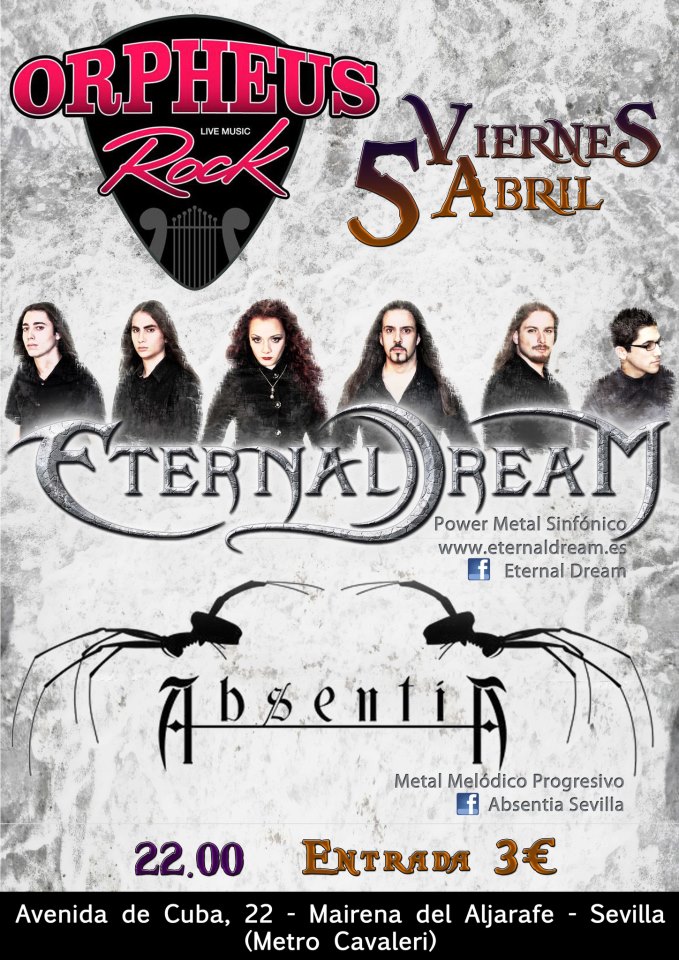 ORPHEUS
LIVE MUSIC
Rock
Viernes
5 Abril
Eternal Dream
Power Metal Sinfónico
www.eternaldream.es
f Eternal Dream
Absentia
Metal Melódico Progresivo
f Absentia Sevilla
22.00 Entrada 3€
Avenida de Cuba, 22 - Mairena del Aljarafe - Sevilla
(Metro Cavaleri)